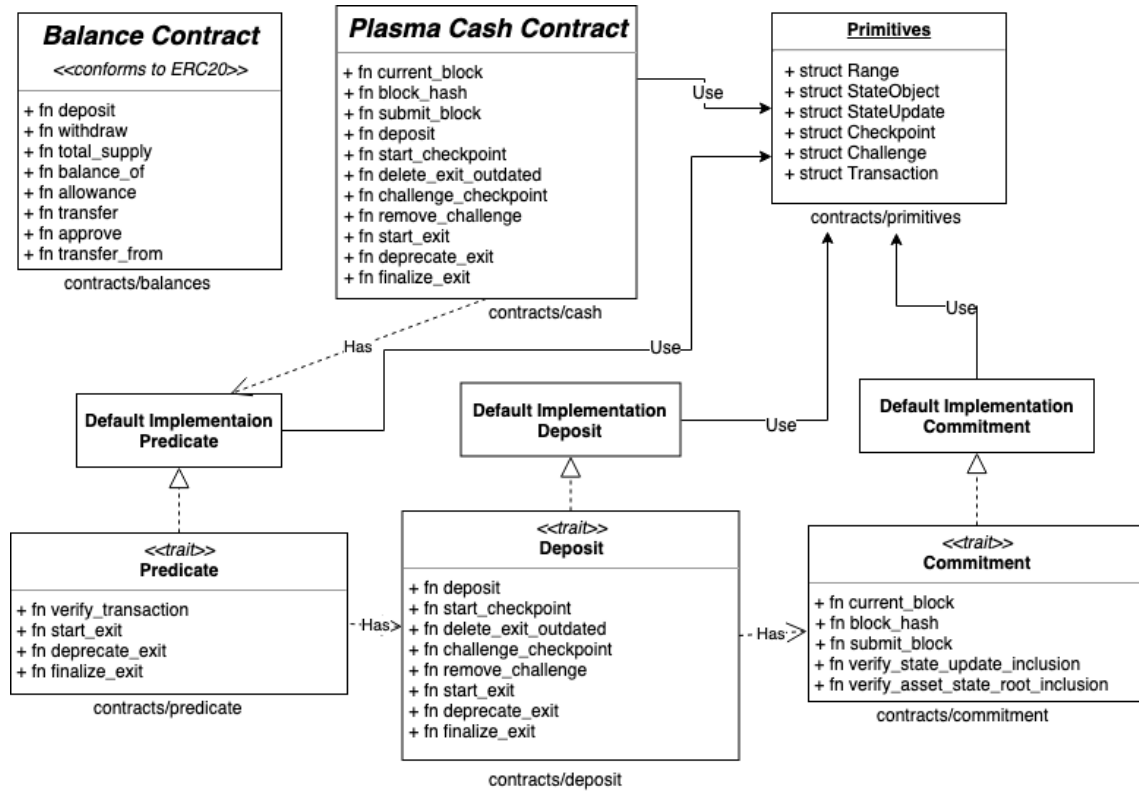 Balance Contract
<<conforms to ERC20>>
+ fn deposit
+ fn withdraw
+ fn total_supply
+ fn balance_of
+ fn allowance
+ fn transfer
+ fn approve
+ fn transfer_from
contracts/balances
Plasma Cash Contract
+ fn current_block
+ fn block_hash
+ fn submit_block
+ fn deposit
+ fn start_checkpoint
+ fn delete_exit_outdated
+ fn challenge_checkpoint
+ fn remove_challenge
+ fn start_exit
+ fn deprecate_exit
+ fn finalize_exit
contracts/cash
Use
Primitives
+ struct Range
+ struct StateObject
+ struct StateUpdate
+ struct Checkpoint
+ struct Challenge
+ struct Transaction
contracts/primitives
Has
Use
Use
Default Implementaion
Predicate
Default Implementation
Deposit
Use
Default Implementation
Commitment
<<trait>>
Predicate
+ fn verify_transaction
+ fn start_exit
+ fn deprecate_exit
+ fn finalize_exit
contracts/predicate
Has
<<trait>>
Deposit
+ fn deposit
+ fn start_checkpoint
+ fn delete_exit_outdated
+ fn challenge_checkpoint
+ fn remove_challenge
+ fn start_exit
+ fn deprecate_exit
+ fn finalize_exit
contracts/deposit
Has
<<trait>>
Commitment
+ fn current_block
+ fn block_hash
+ fn submit_block
+ fn verify_state_update_inclusion
+ fn verify_asset_state_root_inclusion
contracts/commitment